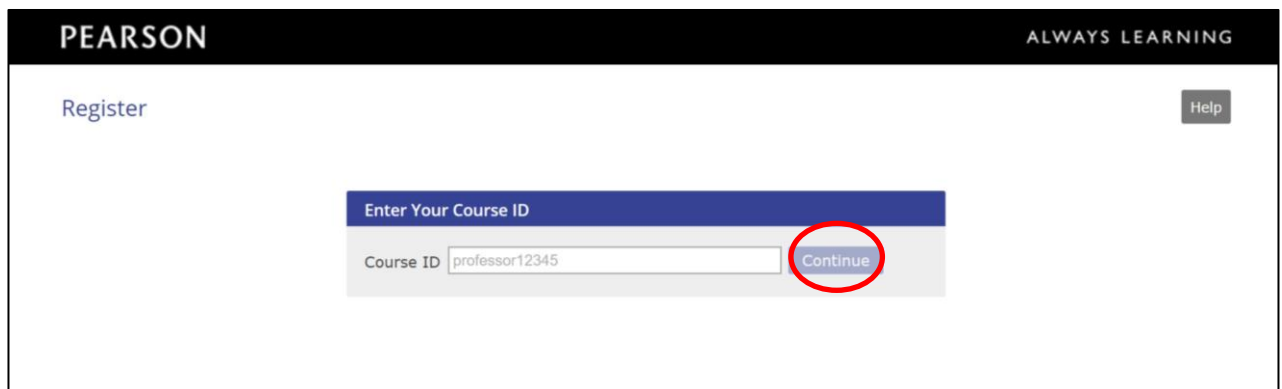 PEARSON
ALWAYS LEARNING
Register
Help
Enter Your Course ID
Course ID professor12345 Continue